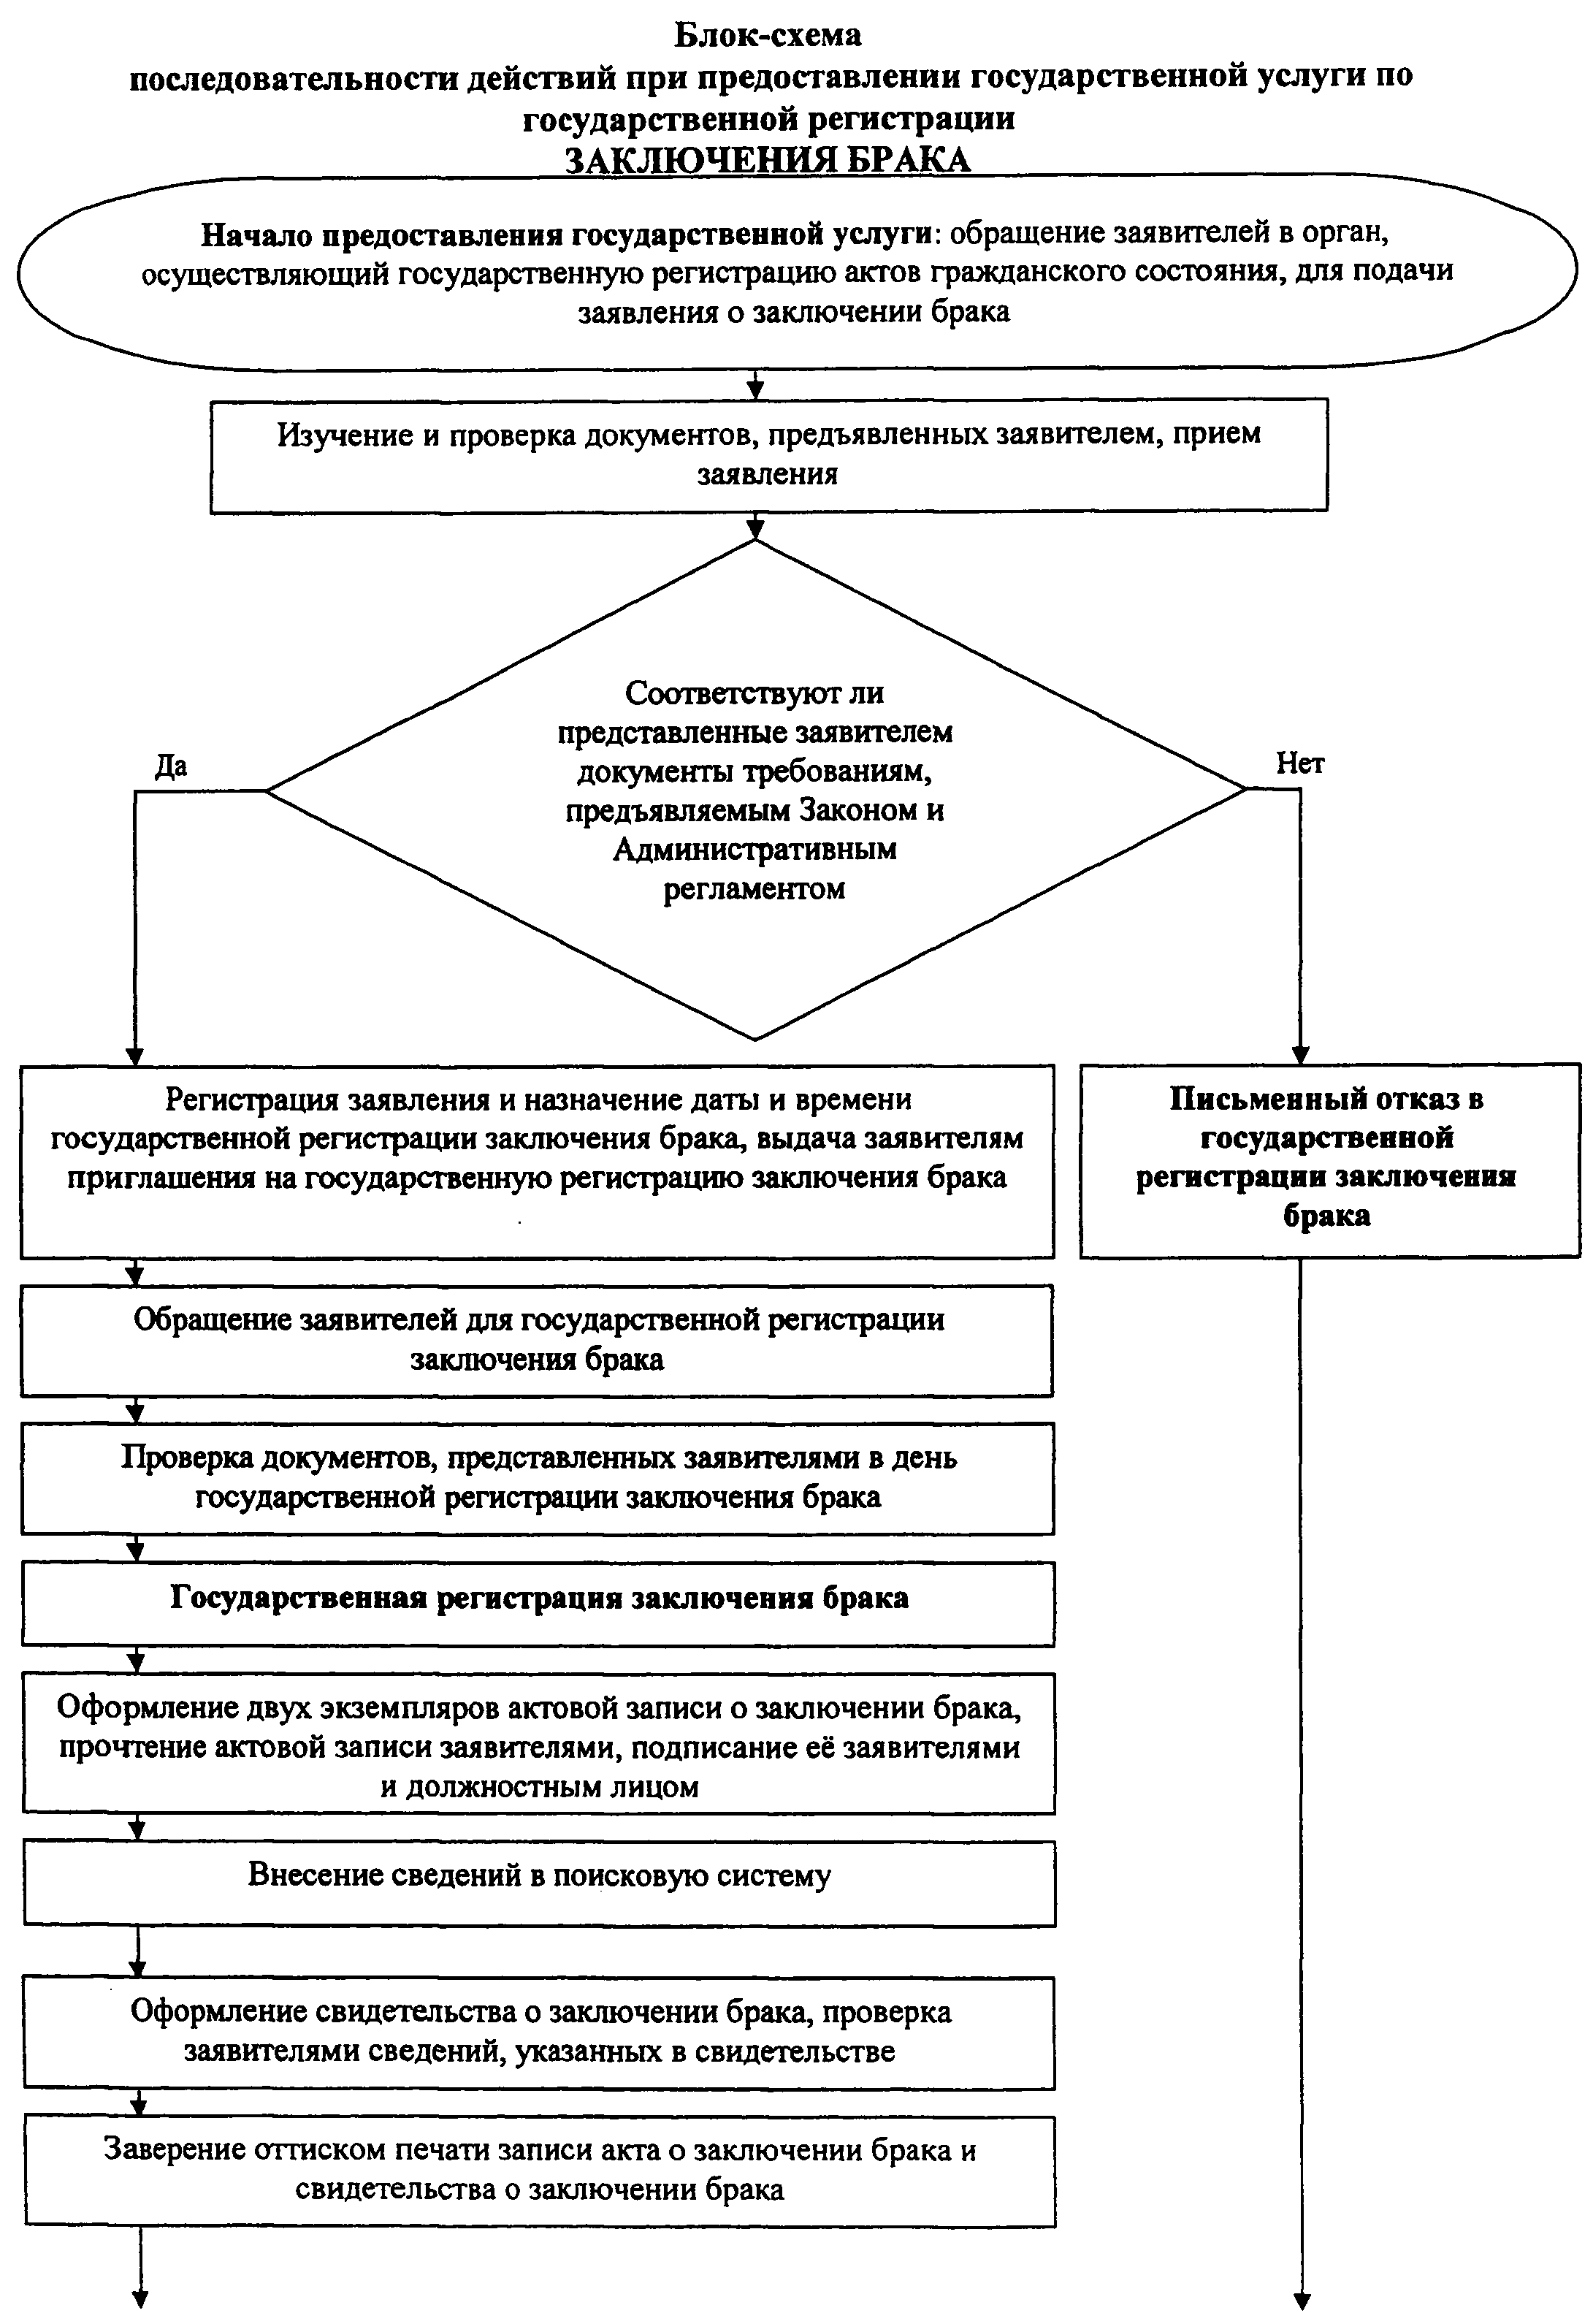 Блок-схема
последовательности действий при предоставлении государственной услуги по
государственной регистрации
ЗАКЛЮЧЕНИЯ БРАКА
Начало предоставления государственной услуги: обращение заявителей в орган,
осуществляющий государственную регистрацию актов гражданского состояния, для подачи
заявления о заключении брака
Изучение и проверка документов, предъявленных заявителем, прием
заявления
Соответствуют ли
представленные заявителем
документы требованиям,
предъявляемым Законом и
Административным
регламентом
Да
Нет
Регистрация заявления и назначение даты и времени
государственной регистрации заключения брака, выдача заявителям
приглашения на государственную регистрацию заключения брака
Письменный отказ в
государственной
регистрации заключения
брака
Обращение заявителей для государственной регистрации
заключения брака
Проверка документов, представленных заявителями в день
государственной регистрации заключения брака
Государственная регистрация заключения брака
Оформление двух экземпляров актовой записи о заключении брака,
прочтение актовой записи заявителями, подписание её заявителями
и должностным лицом
Внесение сведений в поисковую систему
Оформление свидетельства о заключении брака, проверка
заявителями сведений, указанных в свидетельстве
Заверение оттиском печати записи акта о заключении брака и
свидетельства о заключении брака